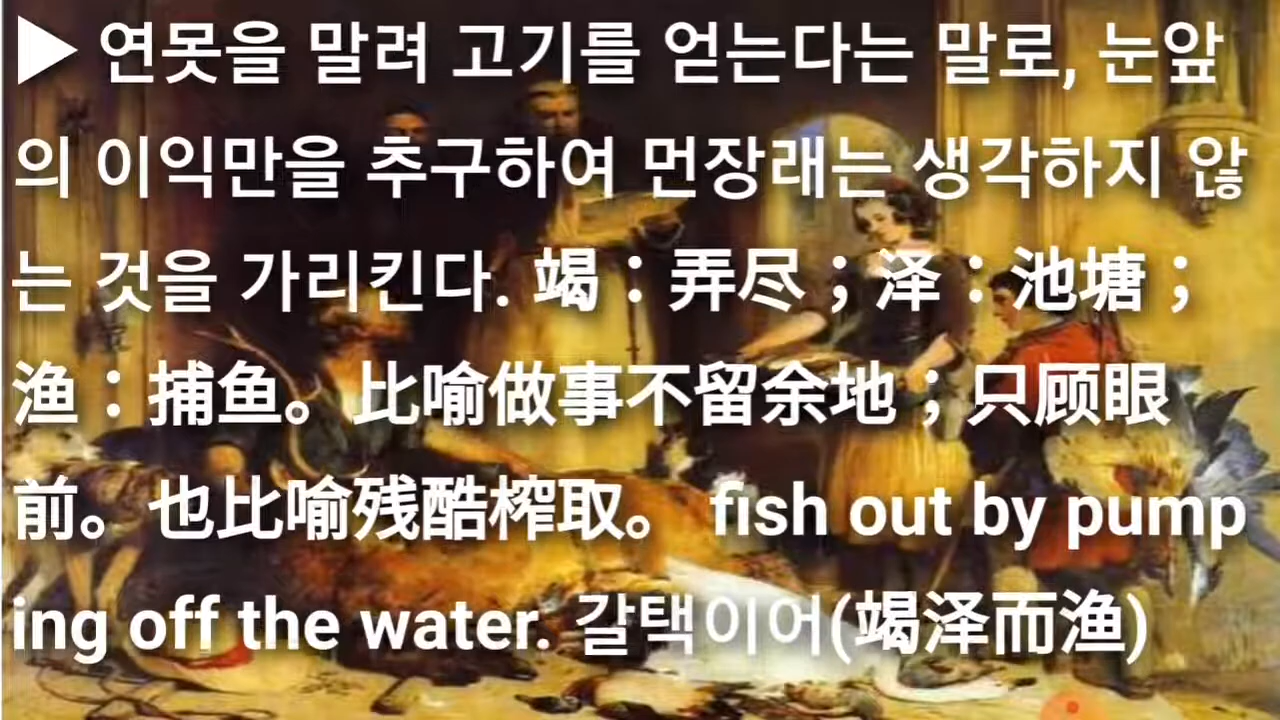 ▶ 연못을 말려 고기를 얻는다는 말로, 눈앞
의 이익만을 추구하여 먼장래는 생각하지 않
는 것을 가리킨다. 竭：弄尽；泽：池塘；
渔：捕鱼。比喻做事不留余地；只顾眼
前。也比喻残酷榨取。 fish out by pump
ing off the water. 갈택이어(竭泽而渔)